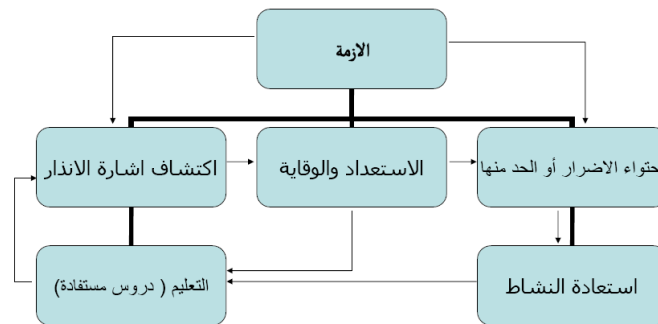 الازمة
اكتشاف اشارة الانذار
الاستعداد والوقاية
حتواء الاضرار أو الحد منها
التعليم ( دروس مستفادة)
استعادة النشاط